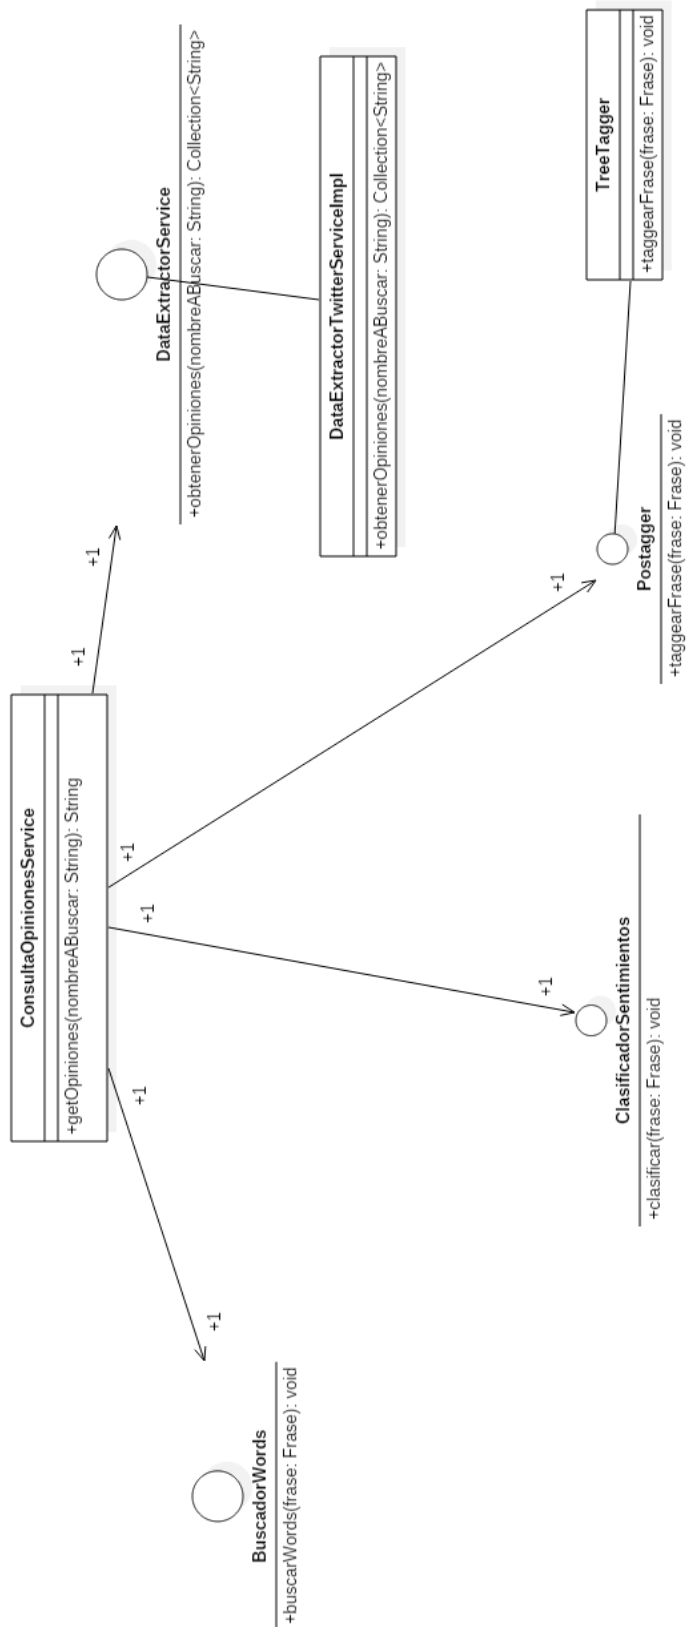 ConsultaOpinionesService
+getOpiniones(nombreABuscar: String): String
+1
+1
+1
+1
+1
+1
+1
+1
DataExtractorService
+obtenerOpiniones(nombreABuscar: String): Collection<String>
BuscadorWords
+buscarWords(frase: Frase): void
DataExtractorTwitterServiceImpl
+obtenerOpiniones(nombreABuscar: String): Collection<String>
ClasificadorSentimientos
+clasificar(frase: Frase): void
Postagger
+taggearFrase(frase: Frase): void
TreeTagger
+taggearFrase(frase: Frase): void